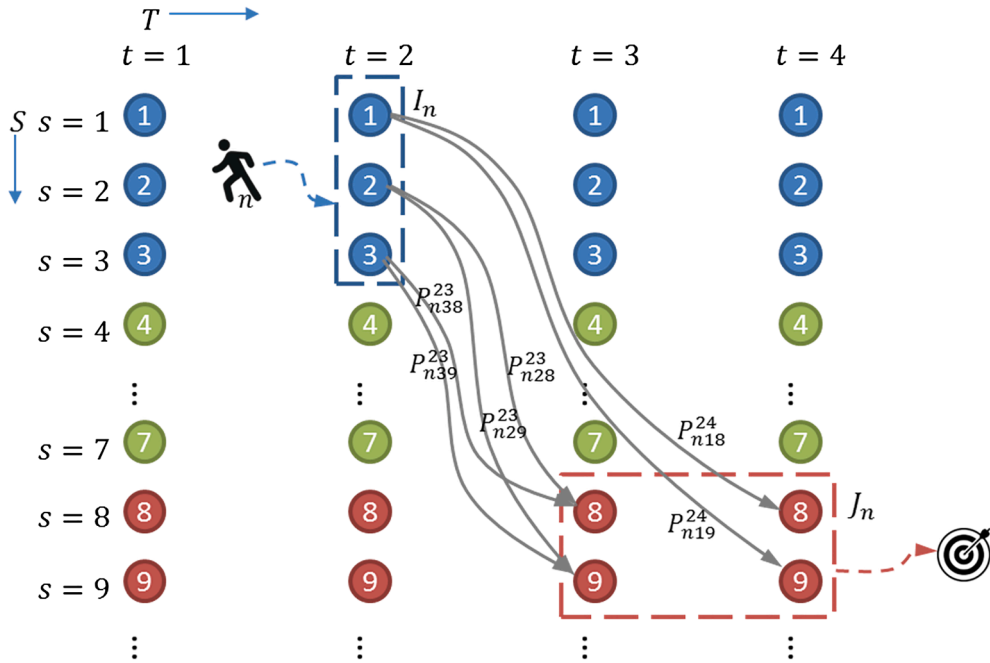 T
t = 1 t = 2 t = 3 t = 4
S s = 1 1 1 I_n 1 1
s = 2 2 n 2 2 2
s = 3 3 3 3 3
P^{23}_{n38}
s = 4 4 4 4 4
P^{23}_{n39} P^{23}_{n28}
⋮ ⋮ ⋮ ⋮
P^{23}_{n29} P^{24}_{n18}
s = 7 7 7 7 7
s = 8 8 8 8 8 J_n
P^{24}_{n19}
s = 9 9 9 9 9
⋮ ⋮ ⋮ ⋮